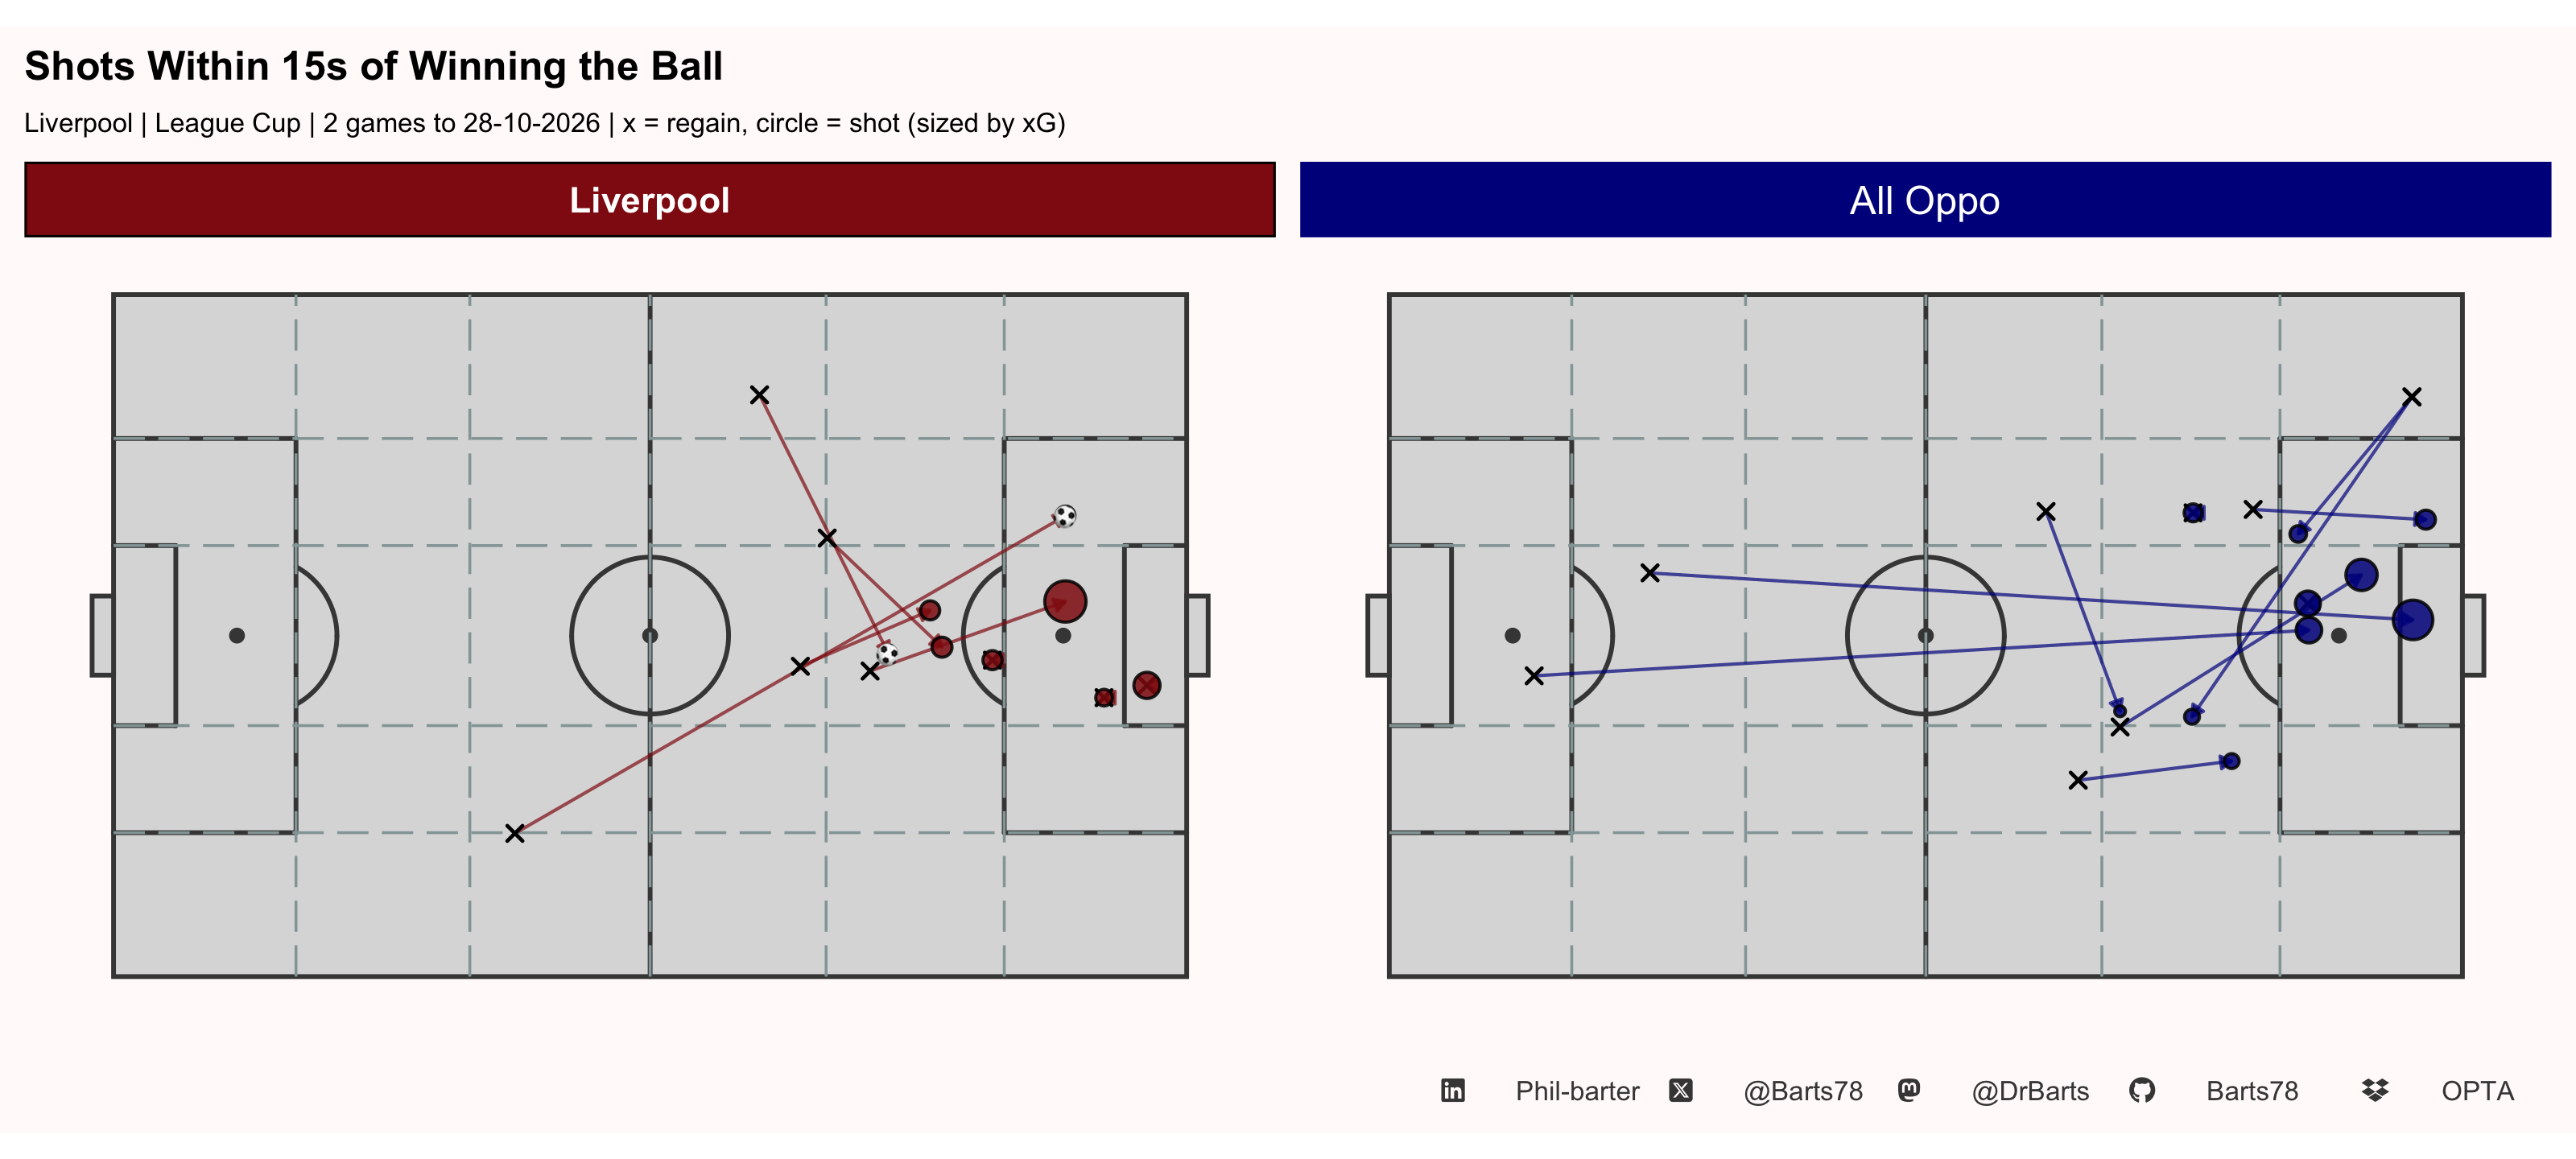 Shots Within 15s of Winning the Ball
Liverpool | League Cup | 2 games to 28-10-2026 | x = regain, circle = shot (sized by xG)
Liverpool
All Oppo
Phil-barter @Barts78 @DrBarts Barts78 OPTA